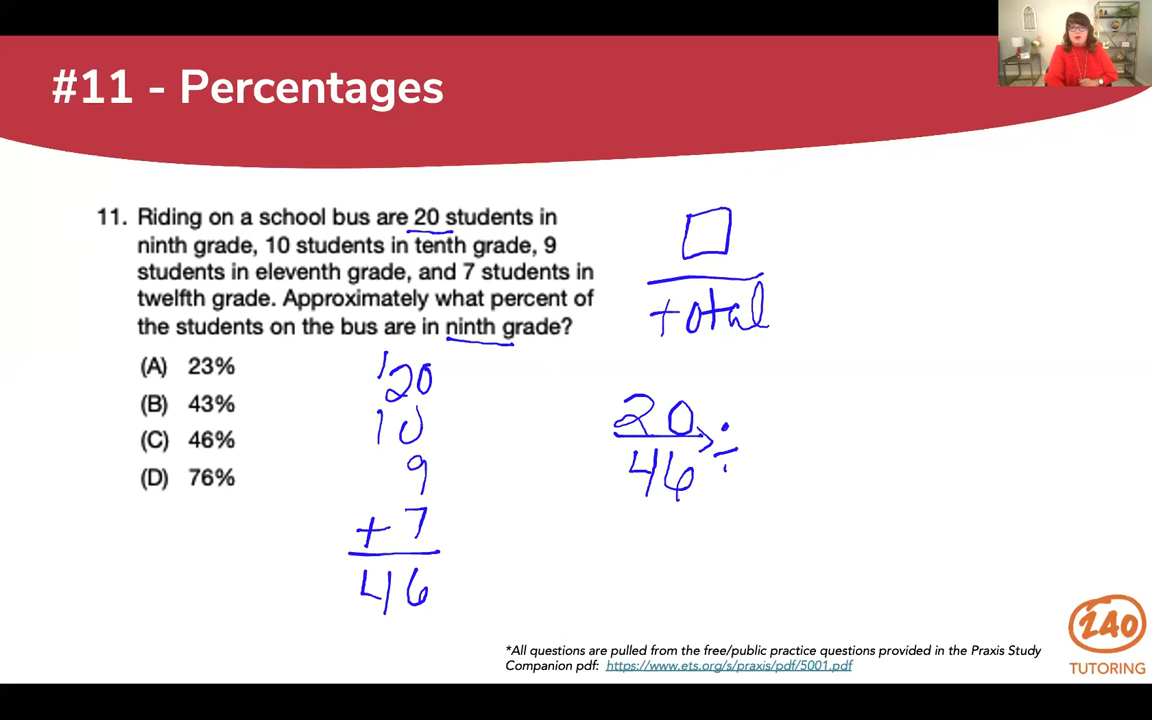 #11 - Percentages
11. Riding on a school bus are 20 students in
ninth grade, 10 students in tenth grade, 9
students in eleventh grade, and 7 students in
twelfth grade. Approximately what percent of
the students on the bus are in ninth grade?
(A) 23%
(B) 43%
(C) 46%
(D) 76%
1
20
10
9
+ 7
46
total
20
46
÷
*All questions are pulled from the free/public practice questions provided in the Praxis Study
Companion pdf: https://www.ets.org/s/praxis/pdf/5001.pdf
240
TUTORING